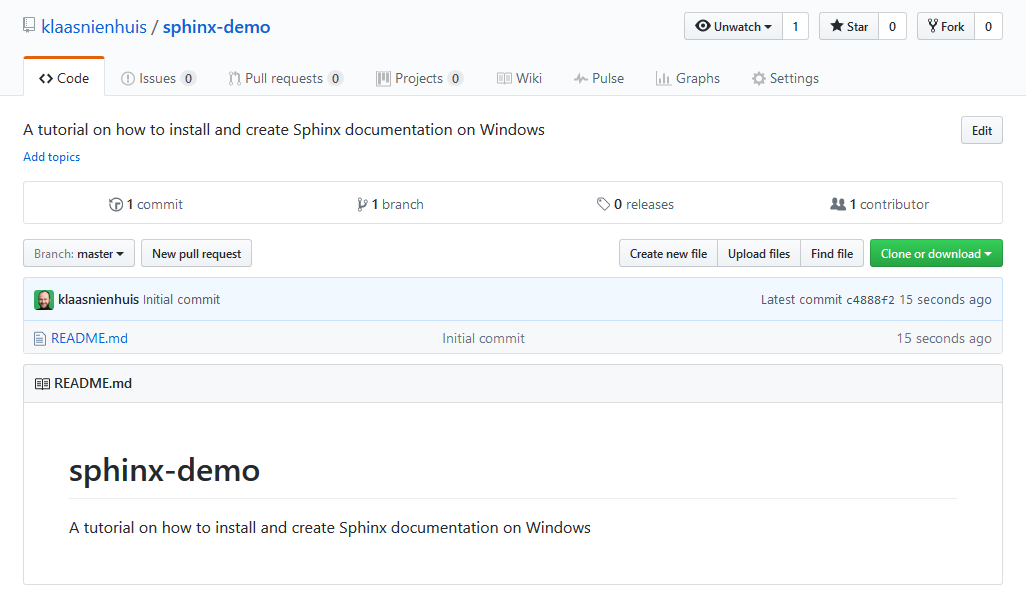 klaasnienhuis / sphinx-demo
Unwatch 1 Star 0 Fork 0
Code Issues 0 Pull requests 0 Projects 0 Wiki Pulse Graphs Settings
A tutorial on how to install and create Sphinx documentation on Windows
Edit
Add topics
1 commit 1 branch 0 releases 1 contributor
Branch: master New pull request Create new file Upload files Find file Clone or download
klaasnienhuis Initial commit Latest commit c4888f2 15 seconds ago
README.md Initial commit 15 seconds ago
README.md
sphinx-demo
A tutorial on how to install and create Sphinx documentation on Windows